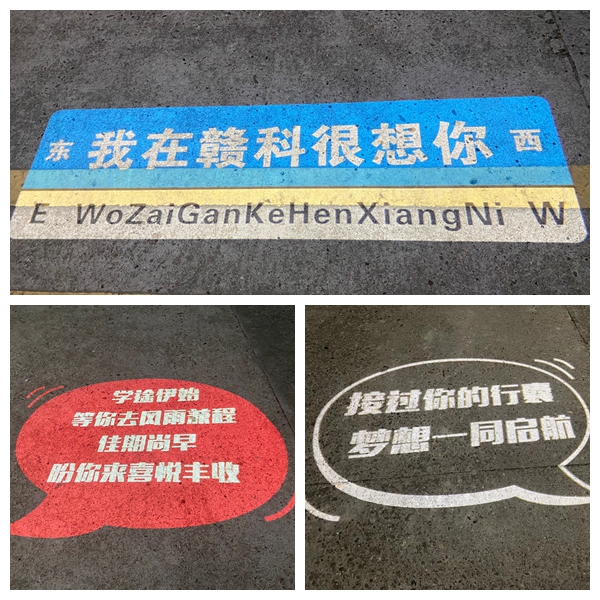 东 我在赣科很想你 西
E WoZaiGanKeHenXiangNi W
学途伊始
等你去风雨兼程
佳期尚早
盼你来喜悦丰收
接过你的行囊
梦想一同启航